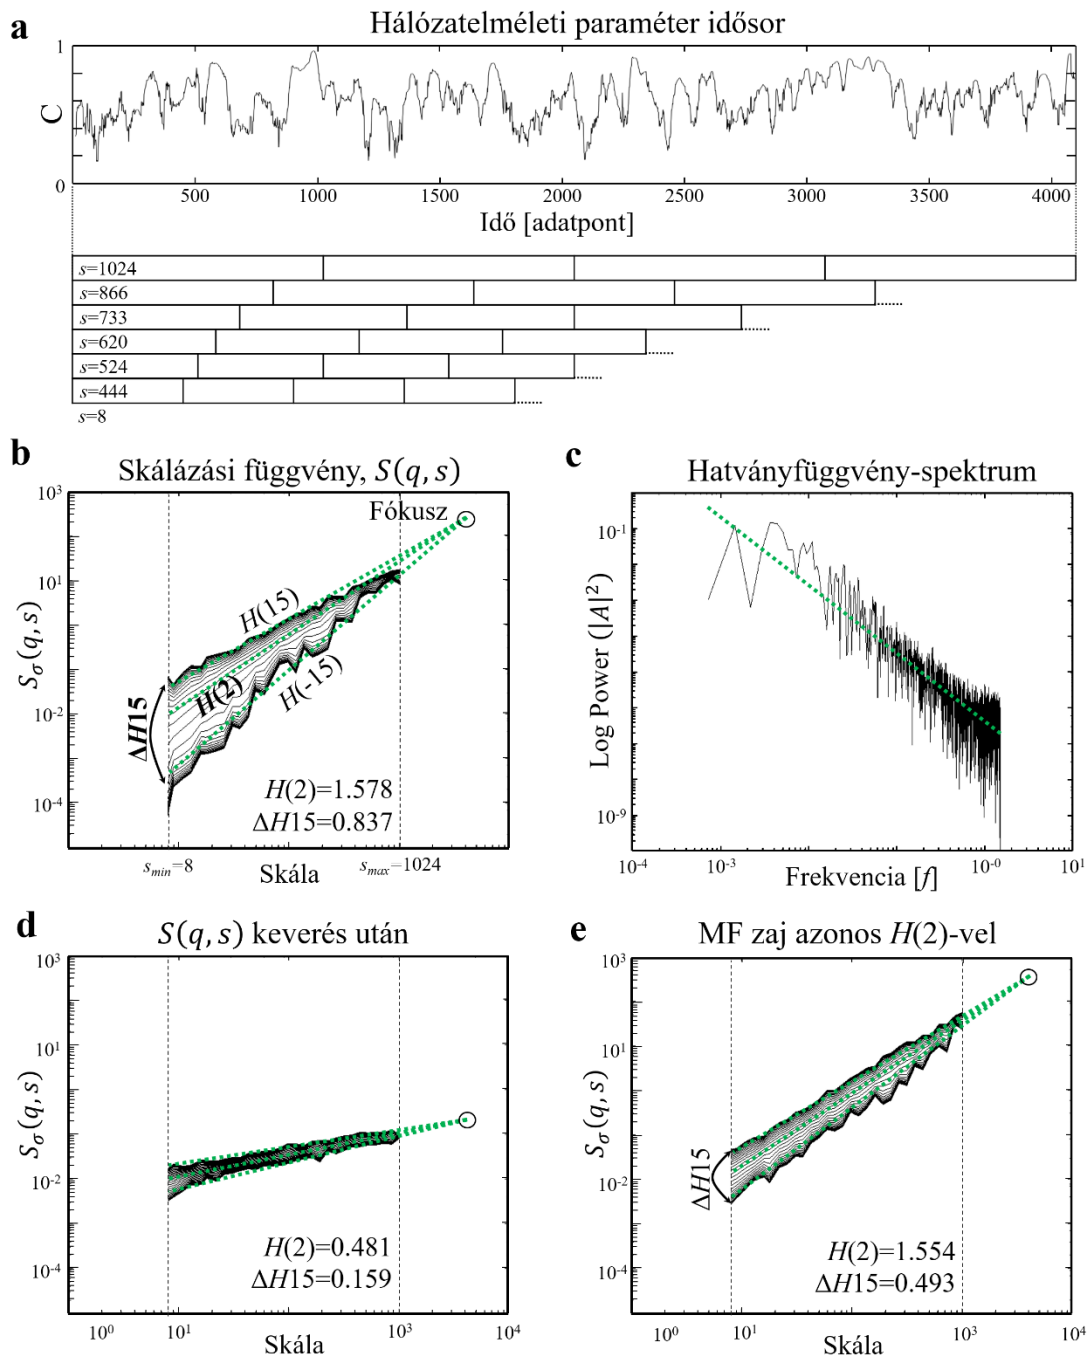 a
Hálózatelméleti paraméter idősor
1
C
0
500 1000 1500 2000 2500 3000 3500 4000
Idő [adatpont]
s=1024
s=866
s=733
s=620
s=524
s=444
s=8
b
Skálázási függvény, S(q, s)
10³
10¹
10⁻²
10⁻⁴
Sσ(q, s)
Fókusz
H(15)
H(2)
H(-15)
ΔH15
H(2)=1.578
ΔH15=0.837
smin=8
smax=1024
Skála
c
Hatványfüggvény-spektrum
10⁻¹
10⁻⁹
Log Power (|A|²)
10⁻⁴ 10⁻³ 10⁻⁰ 10¹
Frekvencia [f]
d
S(q, s) keverés után
10³
10¹
10⁻²
10⁻⁴
Sσ(q, s)
H(2)=0.481
ΔH15=0.159
10⁰ 10¹ 10³ 10⁴
Skála
e
MF zaj azonos H(2)-vel
10³
10¹
10⁻²
10⁻⁴
Sσ(q, s)
ΔH15
H(2)=1.554
ΔH15=0.493
10⁰ 10¹ 10³ 10⁴
Skála